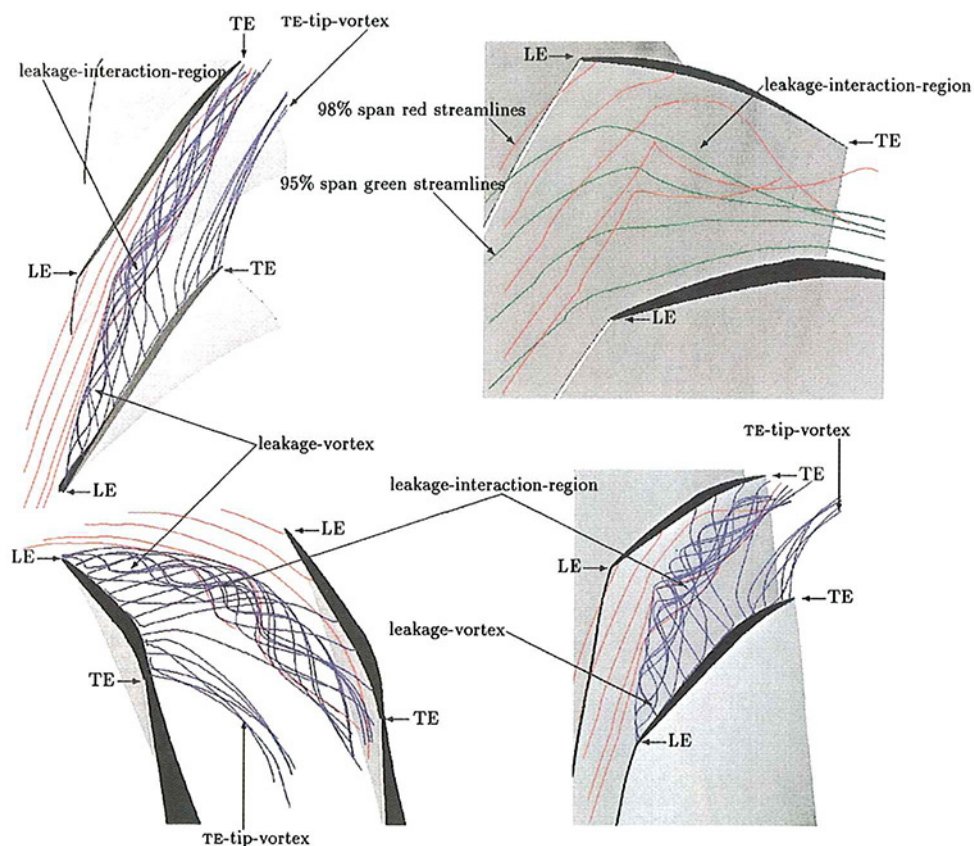 TE
TE-tip-vortex
leakage-interaction-region
LE
TE
leakage-vortex
LE
LE
98% span red streamlines
95% span green streamlines
leakage-interaction-region
TE
LE
LE
LE
TE
TE
TE-tip-vortex
leakage-interaction-region
TE-tip-vortex
TE
LE
TE
leakage-vortex
LE